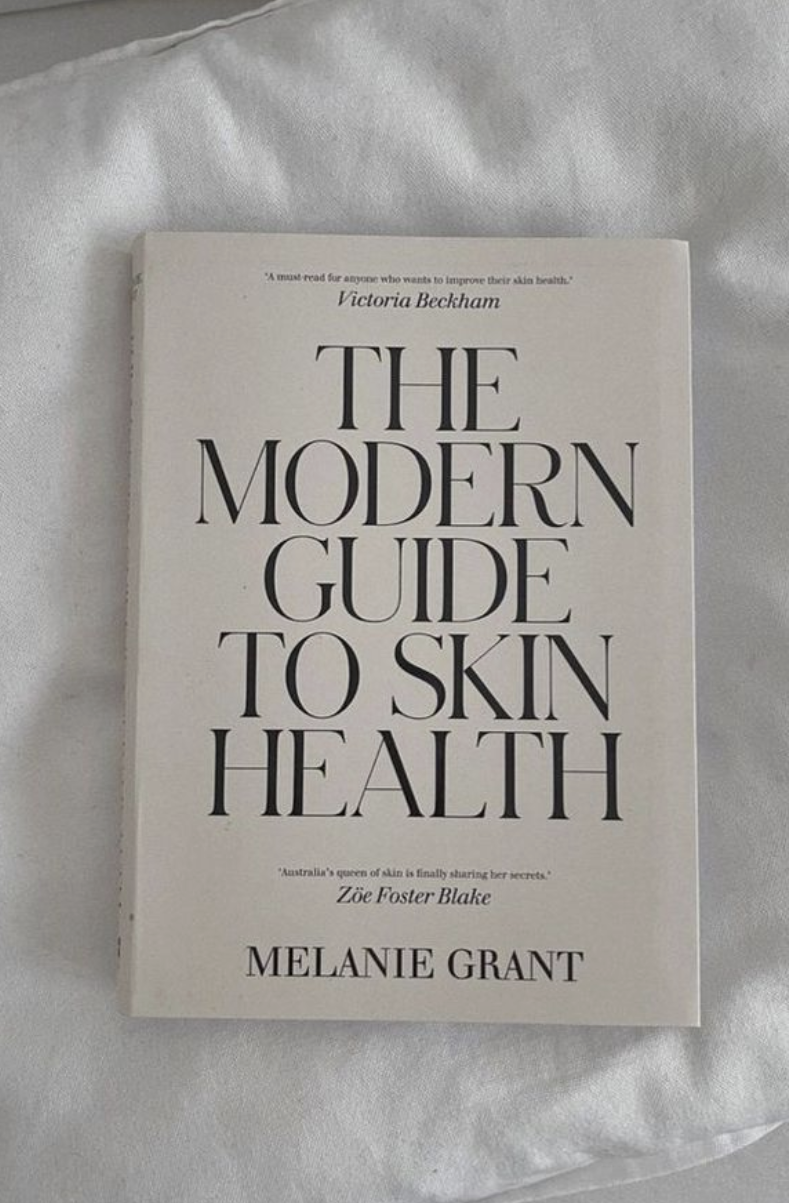 "A must-read for anyone who wants to improve their skin health."
Victoria Beckham
THE
MODERN
GUIDE
TO SKIN
HEALTH
"Australia's queen of skin is finally sharing her secrets."
Zöe Foster Blake
MELANIE GRANT